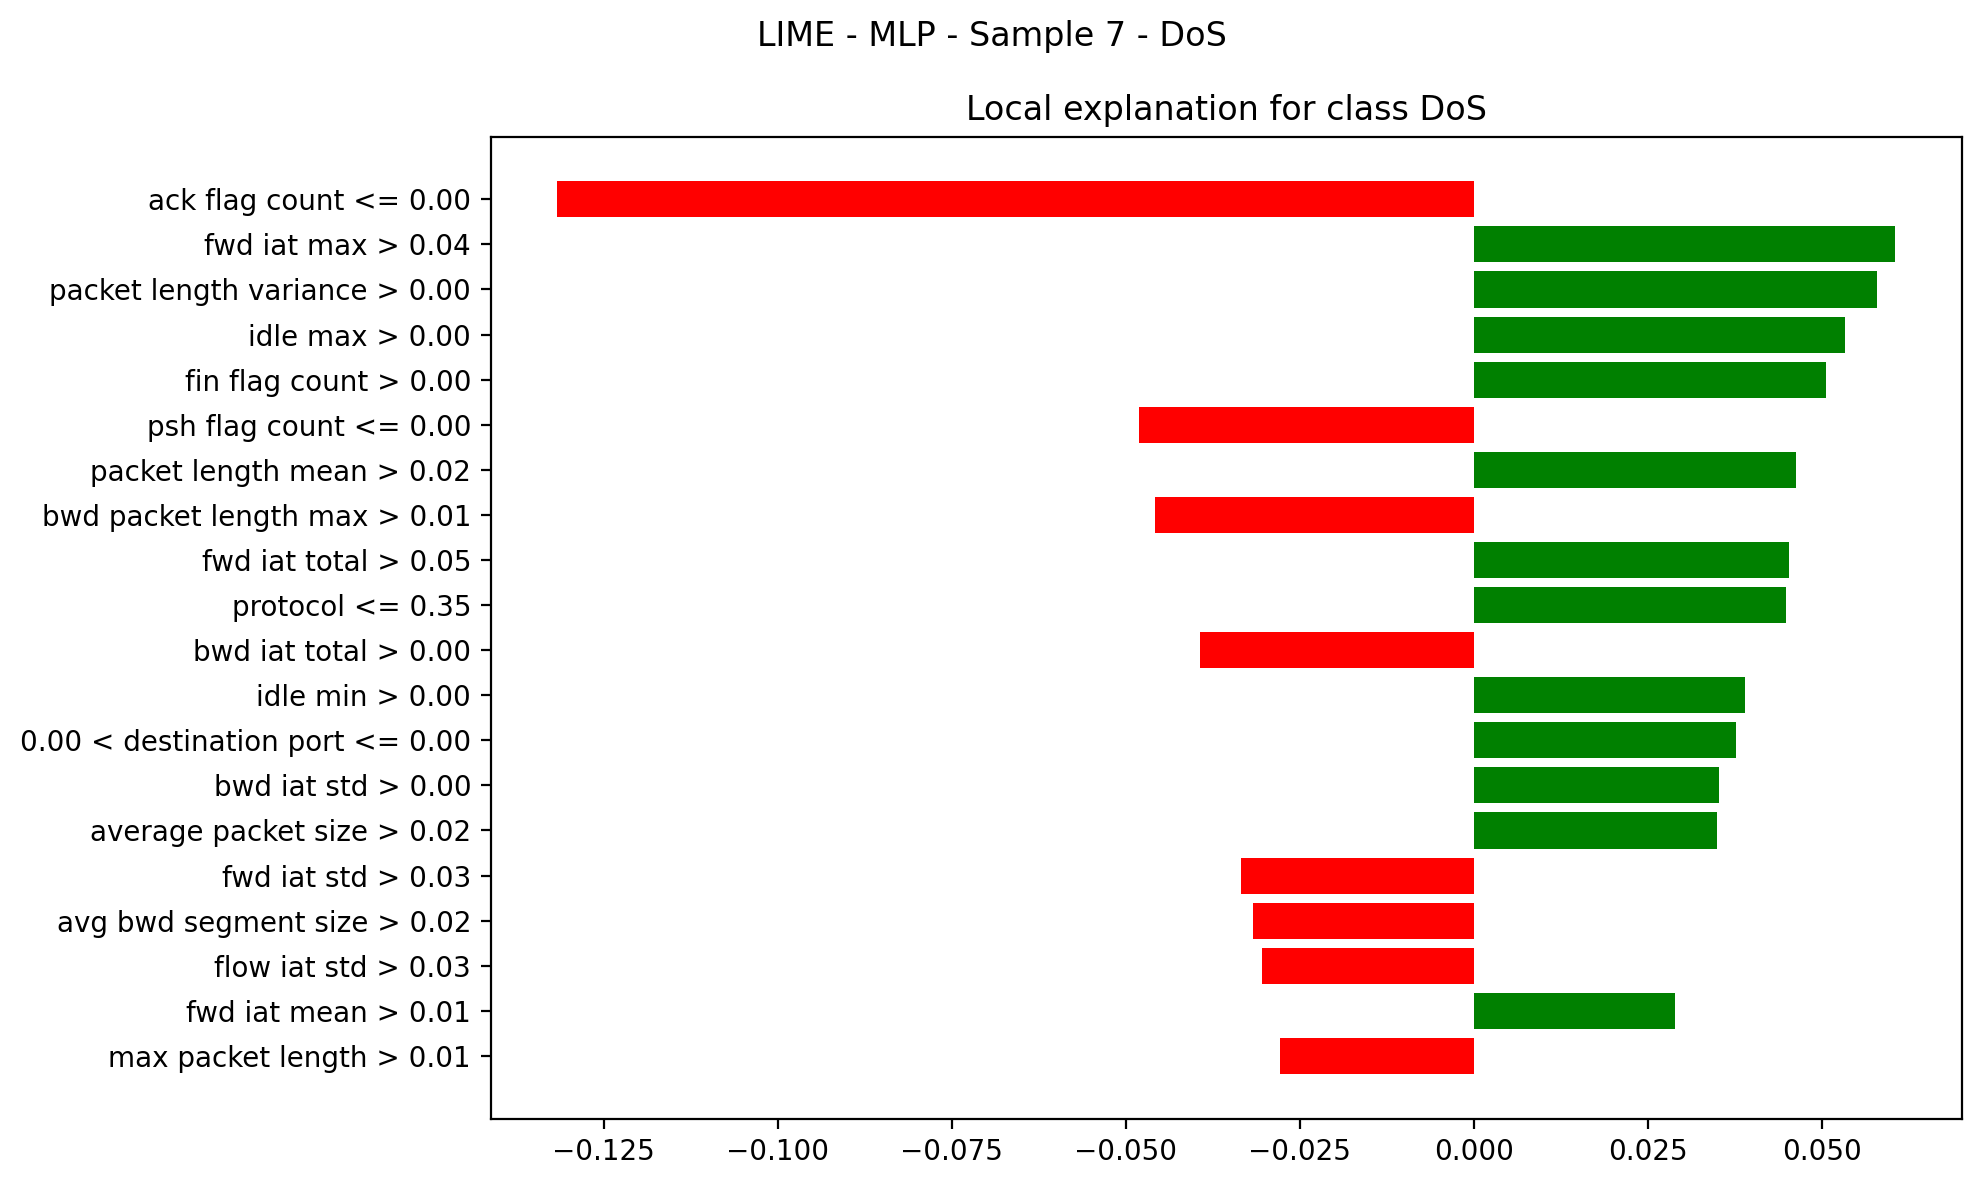 LIME - MLP - Sample 7 - DoS
Local explanation for class DoS
ack flag count <= 0.00
fwd iat max > 0.04
packet length variance > 0.00
idle max > 0.00
fin flag count > 0.00
psh flag count <= 0.00
packet length mean > 0.02
bwd packet length max > 0.01
fwd iat total > 0.05
protocol <= 0.35
bwd iat total > 0.00
idle min > 0.00
0.00 < destination port <= 0.00
bwd iat std > 0.00
average packet size > 0.02
fwd iat std > 0.03
avg bwd segment size > 0.02
flow iat std > 0.03
fwd iat mean > 0.01
max packet length > 0.01
−0.125 −0.100 −0.075 −0.050 −0.025 0.000 0.025 0.050